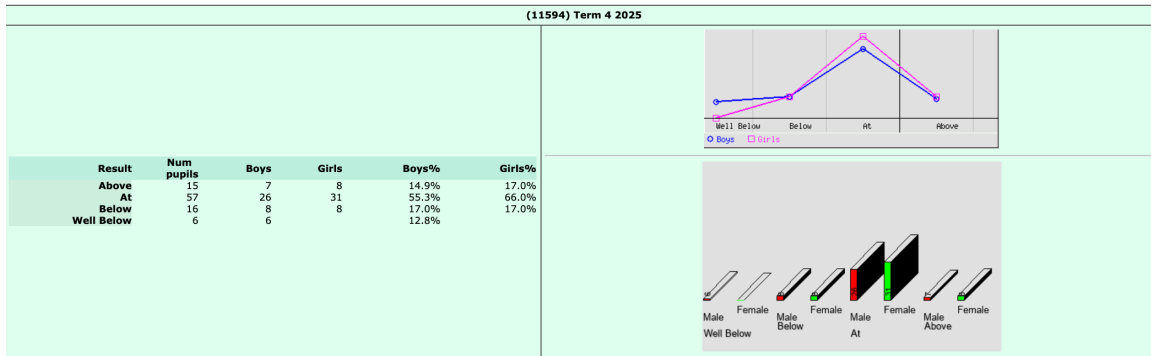 (11594) Term 4 2025
Result Num pupils Boys Girls Boys% Girls%
Above 15 7 8 14.9% 17.0%
At 57 26 31 55.3% 66.0%
Below 16 8 8 17.0% 17.0%
Well Below 6 6 12.8%
Well Below Below At Above
Boys Girls
Male Female Male Female Male Female Male Female
Well Below Below At Above